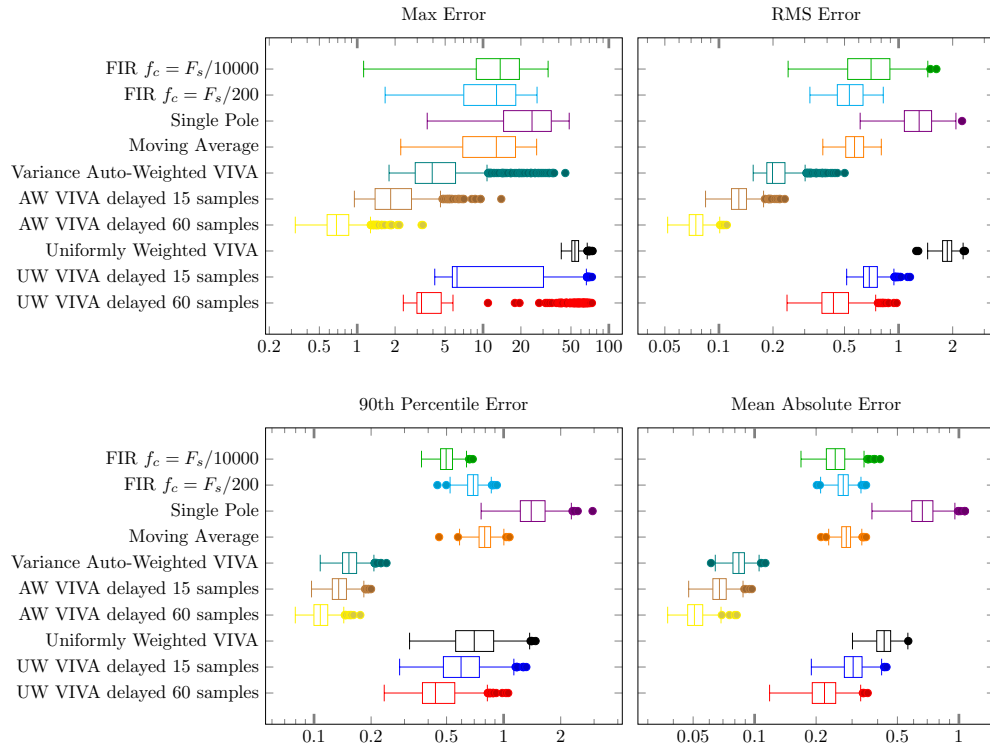 Max Error
RMS Error
FIR $f_c = F_s/10000$
FIR $f_c = F_s/200$
Single Pole
Moving Average
Variance Auto-Weighted VIVA
AW VIVA delayed 15 samples
AW VIVA delayed 60 samples
Uniformly Weighted VIVA
UW VIVA delayed 15 samples
UW VIVA delayed 60 samples
0.2 0.5 1 2 5 10 20 50 100
0.05 0.1 0.2 0.5 1 2
90th Percentile Error
Mean Absolute Error
FIR $f_c = F_s/10000$
FIR $f_c = F_s/200$
Single Pole
Moving Average
Variance Auto-Weighted VIVA
AW VIVA delayed 15 samples
AW VIVA delayed 60 samples
Uniformly Weighted VIVA
UW VIVA delayed 15 samples
UW VIVA delayed 60 samples
0.1 0.2 0.5 1 2
0.05 0.1 0.2 0.5 1